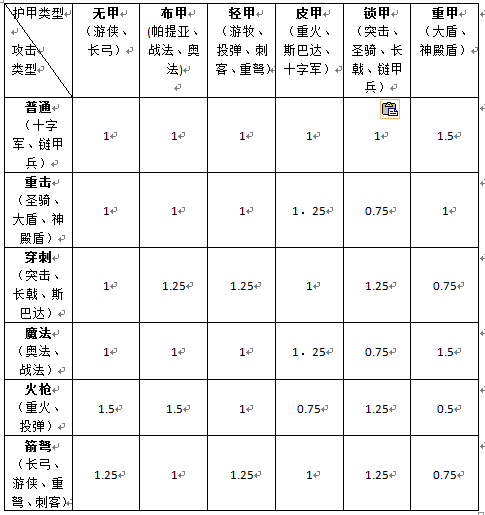 护甲类型
攻击
类型
无甲
（游侠、
长弓）
布甲
(帕提亚、
战法、奥
法)
轻甲
（游牧、
投弹、刺
客、重弩）
皮甲
（重火、
斯巴达、
十字军）
锁甲
（突击、
圣骑、长
戟、链甲
兵）
重甲
（大盾、
神殿盾）
普通
（十字
军、链甲
兵）
1 1 1 1 1 1.5
重击
（圣骑、
大盾、神
殿盾）
1 1 1 1．25 0.75 1
穿刺
（突击、
长戟、斯
巴达）
1 1.25 1.25 1 1.25 0.75
魔法
（奥法、
战法）
1 1 1 1．25 0.75 1.5
火枪
（重火、
投弹）
1.5 1.5 1 0.75 1.25 0.5
箭弩
（长弓、
游侠、重
弩、刺客）
1.25 1 1.25 1 1.25 0.75